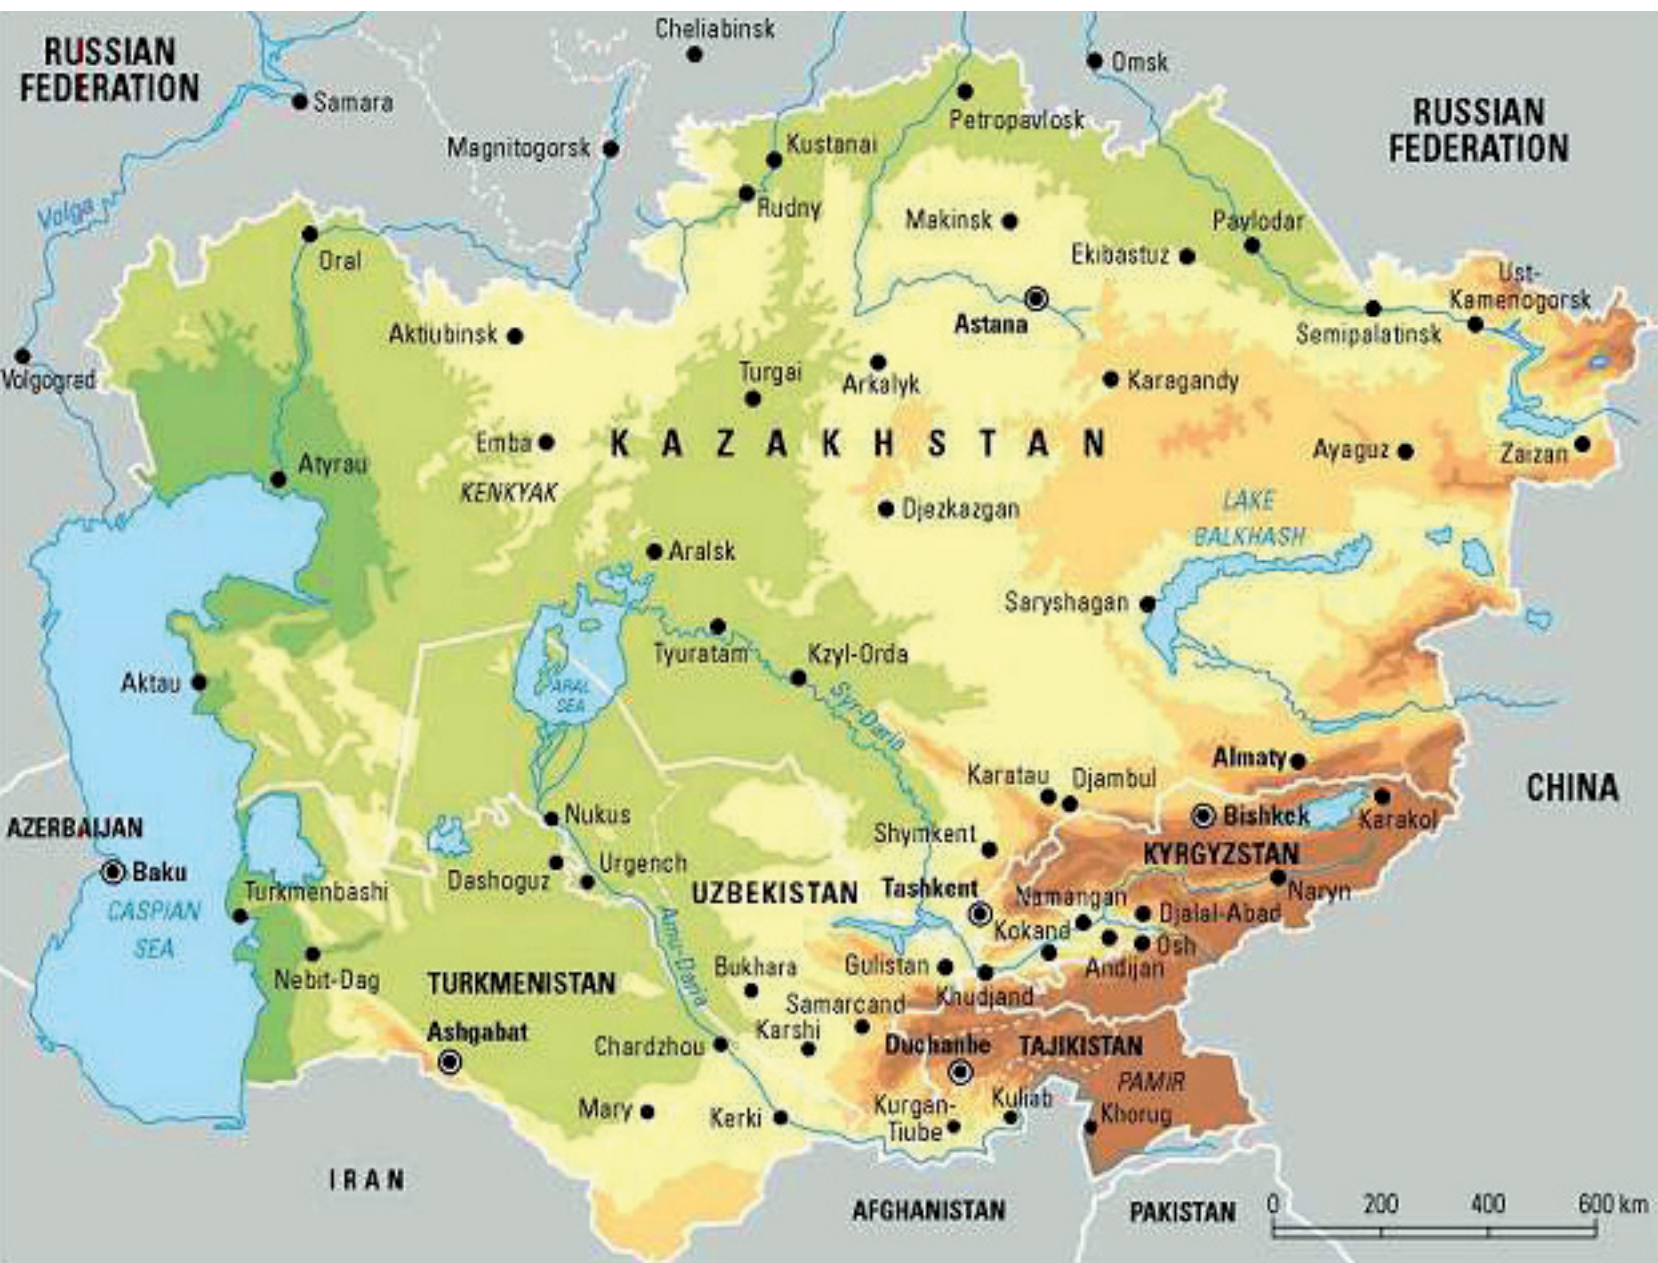 Cheliabinsk
RUSSIAN
FEDERATION
Omsk
Samara
Petropavlosk
RUSSIAN
FEDERATION
Magnitogorsk
Kustanai
Rudny
Volga
Makinsk
Pavlodar
Oral
Ekibastuz
Ust-
Kamenogorsk
Astana
Aktiubinsk
Semipalatinsk
Volgograd
Turgai
Arkalyk
Karagandy
Emba
KAZAKHSTAN
Ayaguz
Zaizan
Atyrau
KENKYAK
LAKE
BALKHASH
Djezkazgan
Aralsk
Saryshagan
Tyuratam
Kzyl-Orda
Aktau
ARAL
SEA
Syr-Daria
Almaty
Karatau
Djambul
CHINA
Nukus
Bishkek
Karakol
AZERBAIJAN
Shymkent
KYRGYZSTAN
Baku
Urgench
Dashoguz
UZBEKISTAN
Tashkent
Namangan
Naryn
Turkmenbashi
CASPIAN
SEA
Djalal-Abad
Kokand
Osh
Amu-Daria
Andijan
Nebit-Dag
TURKMENISTAN
Bukhara
Gulistan
Khudjand
Samarcand
Karshi
Ashgabat
Chardzhou
Duchanbe
TAJIKISTAN
PAMIR
Mary
Kerki
Kurgan-
Tiube
Kuliab
Khorug
IRAN
AFGHANISTAN
PAKISTAN
0 200 400 600 km